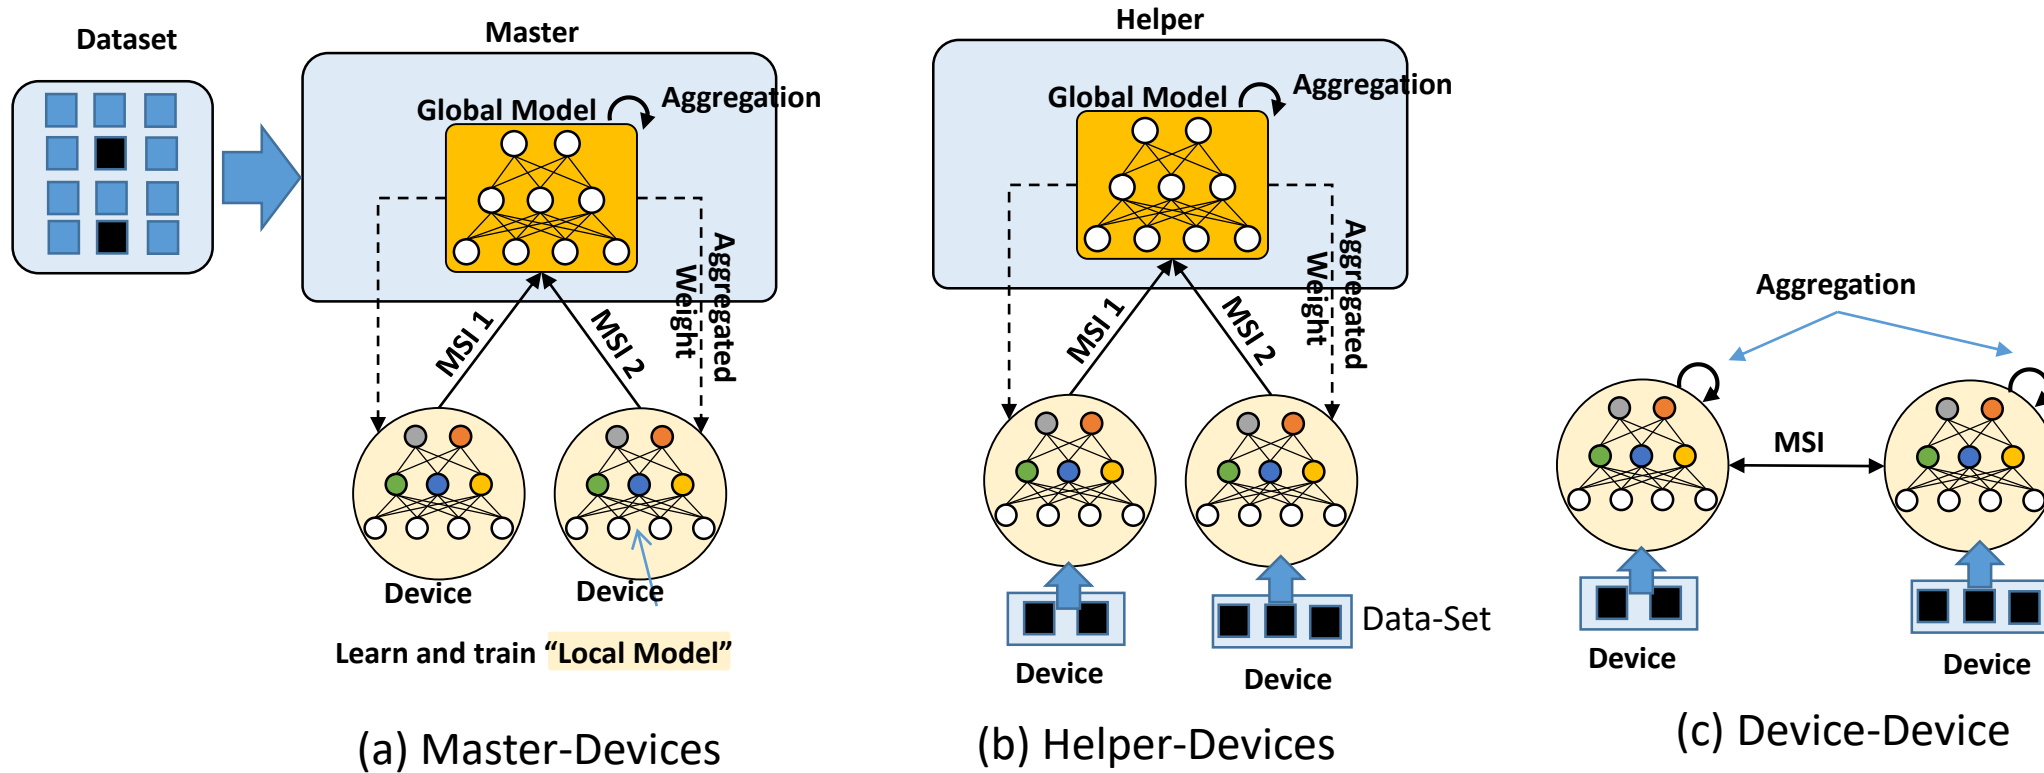 Dataset
Master
Global Model
Aggregation
Aggregated
Weight
MSI 1
MSI 2
Device
Device
Learn and train “Local Model”
(a) Master-Devices
Helper
Global Model
Aggregation
Aggregated
Weight
MSI 1
MSI 2
Data-Set
Device
Device
(b) Helper-Devices
Aggregation
MSI
Device
Device
(c) Device-Device